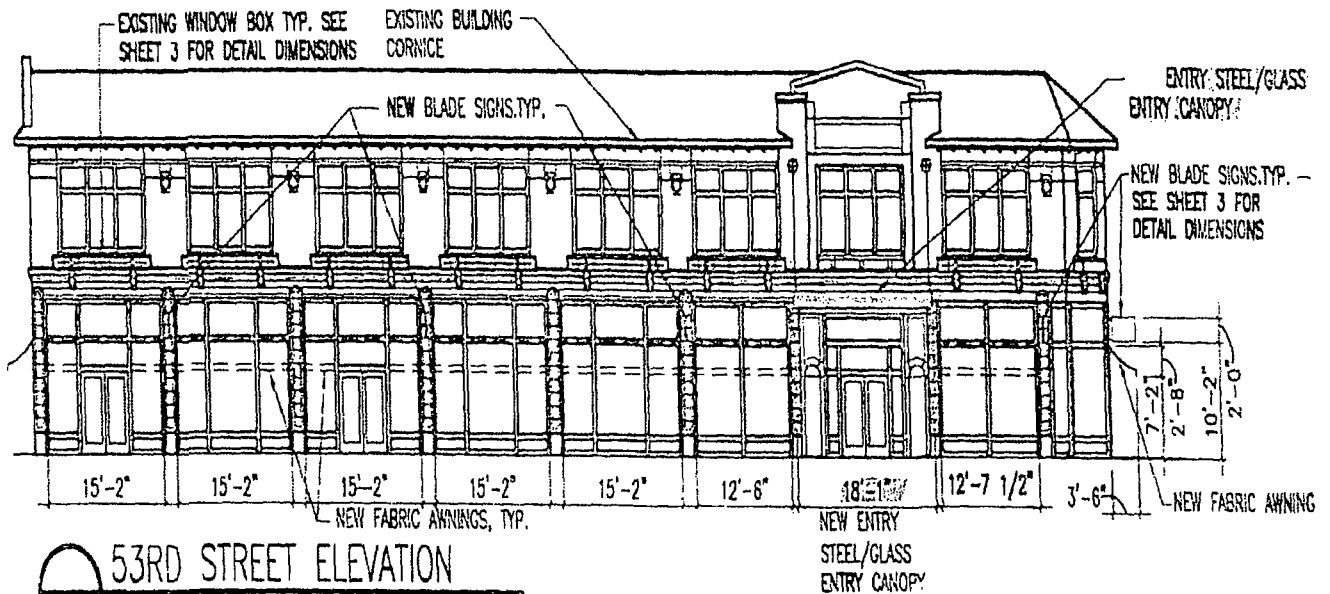 EXISTING WINDOW BOX TYP. SEE
SHEET 3 FOR DETAIL DIMENSIONS
EXISTING BUILDING
CORNICE
NEW BLADE SIGNS.TYP.
ENTRY STEEL/GLASS
ENTRY CANOPY
NEW BLADE SIGNS.TYP.
SEE SHEET 3 FOR
DETAIL DIMENSIONS
7'-2"
2'-8"
10'-2"
2'-0"
15'-2"
15'-2"
15'-2"
15'-2"
15'-2"
12'-6"
18'-1"
12'-7 1/2"
3'-6"
NEW FABRIC AWNINGS, TYP.
NEW FABRIC AWNING
NEW ENTRY
STEEL/GLASS
ENTRY CANOPY
53RD STREET ELEVATION